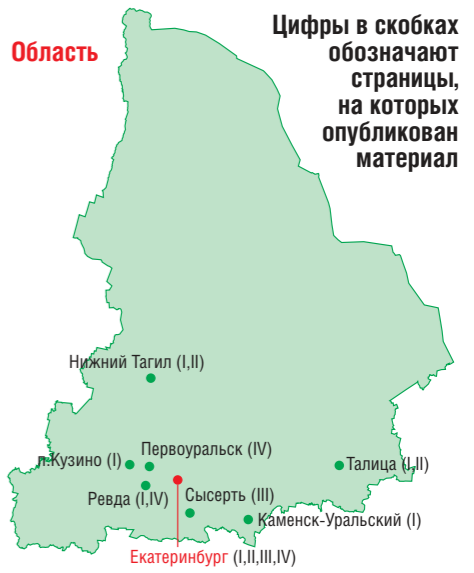 Область
Цифры в скобках
обозначают
страницы,
на которых
опубликован
материал
Нижний Тагил (I,II)
п.Кузино (I)
Первоуральск (IV)
Талица (I,II)
Ревда (I,IV)
Сысерть (III)
Каменск-Уральский (I)
Екатеринбург (I,II,III,IV)